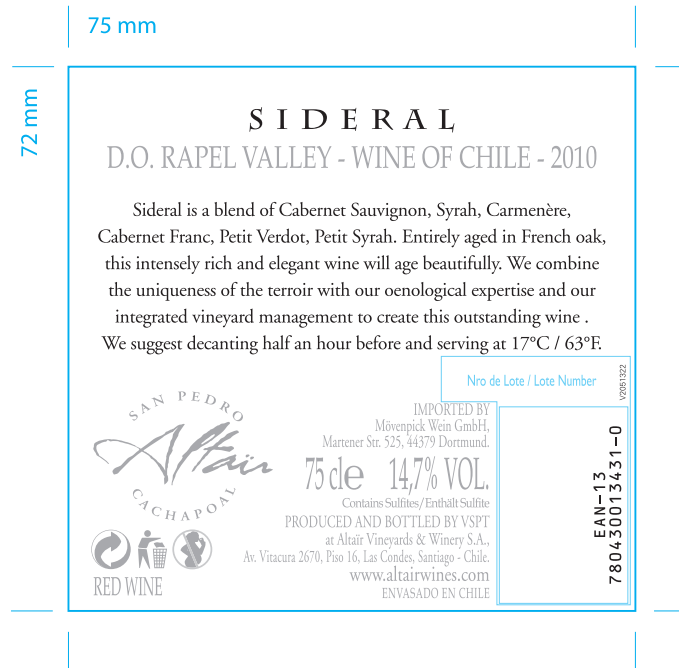 75 mm
72 mm
SIDERAL
D.O. RAPEL VALLEY - WINE OF CHILE - 2010
Sideral is a blend of Cabernet Sauvignon, Syrah, Carmenère,
Cabernet Franc, Petit Verdot, Petit Syrah. Entirely aged in French oak,
this intensely rich and elegant wine will age beautifully. We combine
the uniqueness of the terroir with our oenological expertise and our
integrated vineyard management to create this outstanding wine .
We suggest decanting half an hour before and serving at 17°C / 63°F.
Nro de Lote / Lote Number
V2051322
SAN PEDRO
Altaïr
CACHAPOAL
RED WINE
IMPORTED BY
Mövenpick Wein GmbH,
Martener Str. 525, 44379 Dortmund.
75 cl℮ 14,7% VOL.
Contains Sulfites/Enthält Sulfite
PRODUCED AND BOTTLED BY VSPT
at Altaïr Vineyards & Winery S.A.,
Av. Vitacura 2670, Piso 16, Las Condes, Santiago - Chile.
www.altairwines.com
ENVASADO EN CHILE
EAN-13
780430013431-0